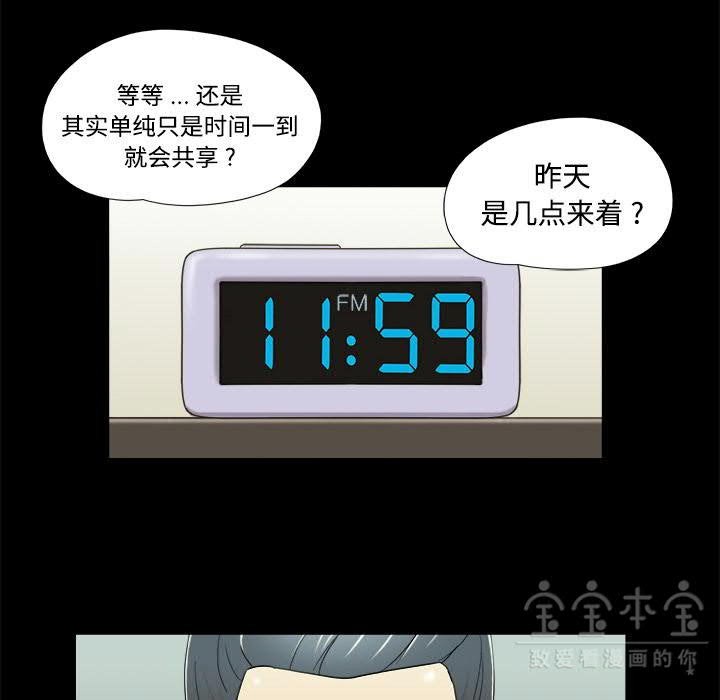 等等 ... 还是
其实单纯只是时间一到
就会共享？
昨天
是几点来着？
FM
11:59
宝宝本宝
致爱看漫画的你